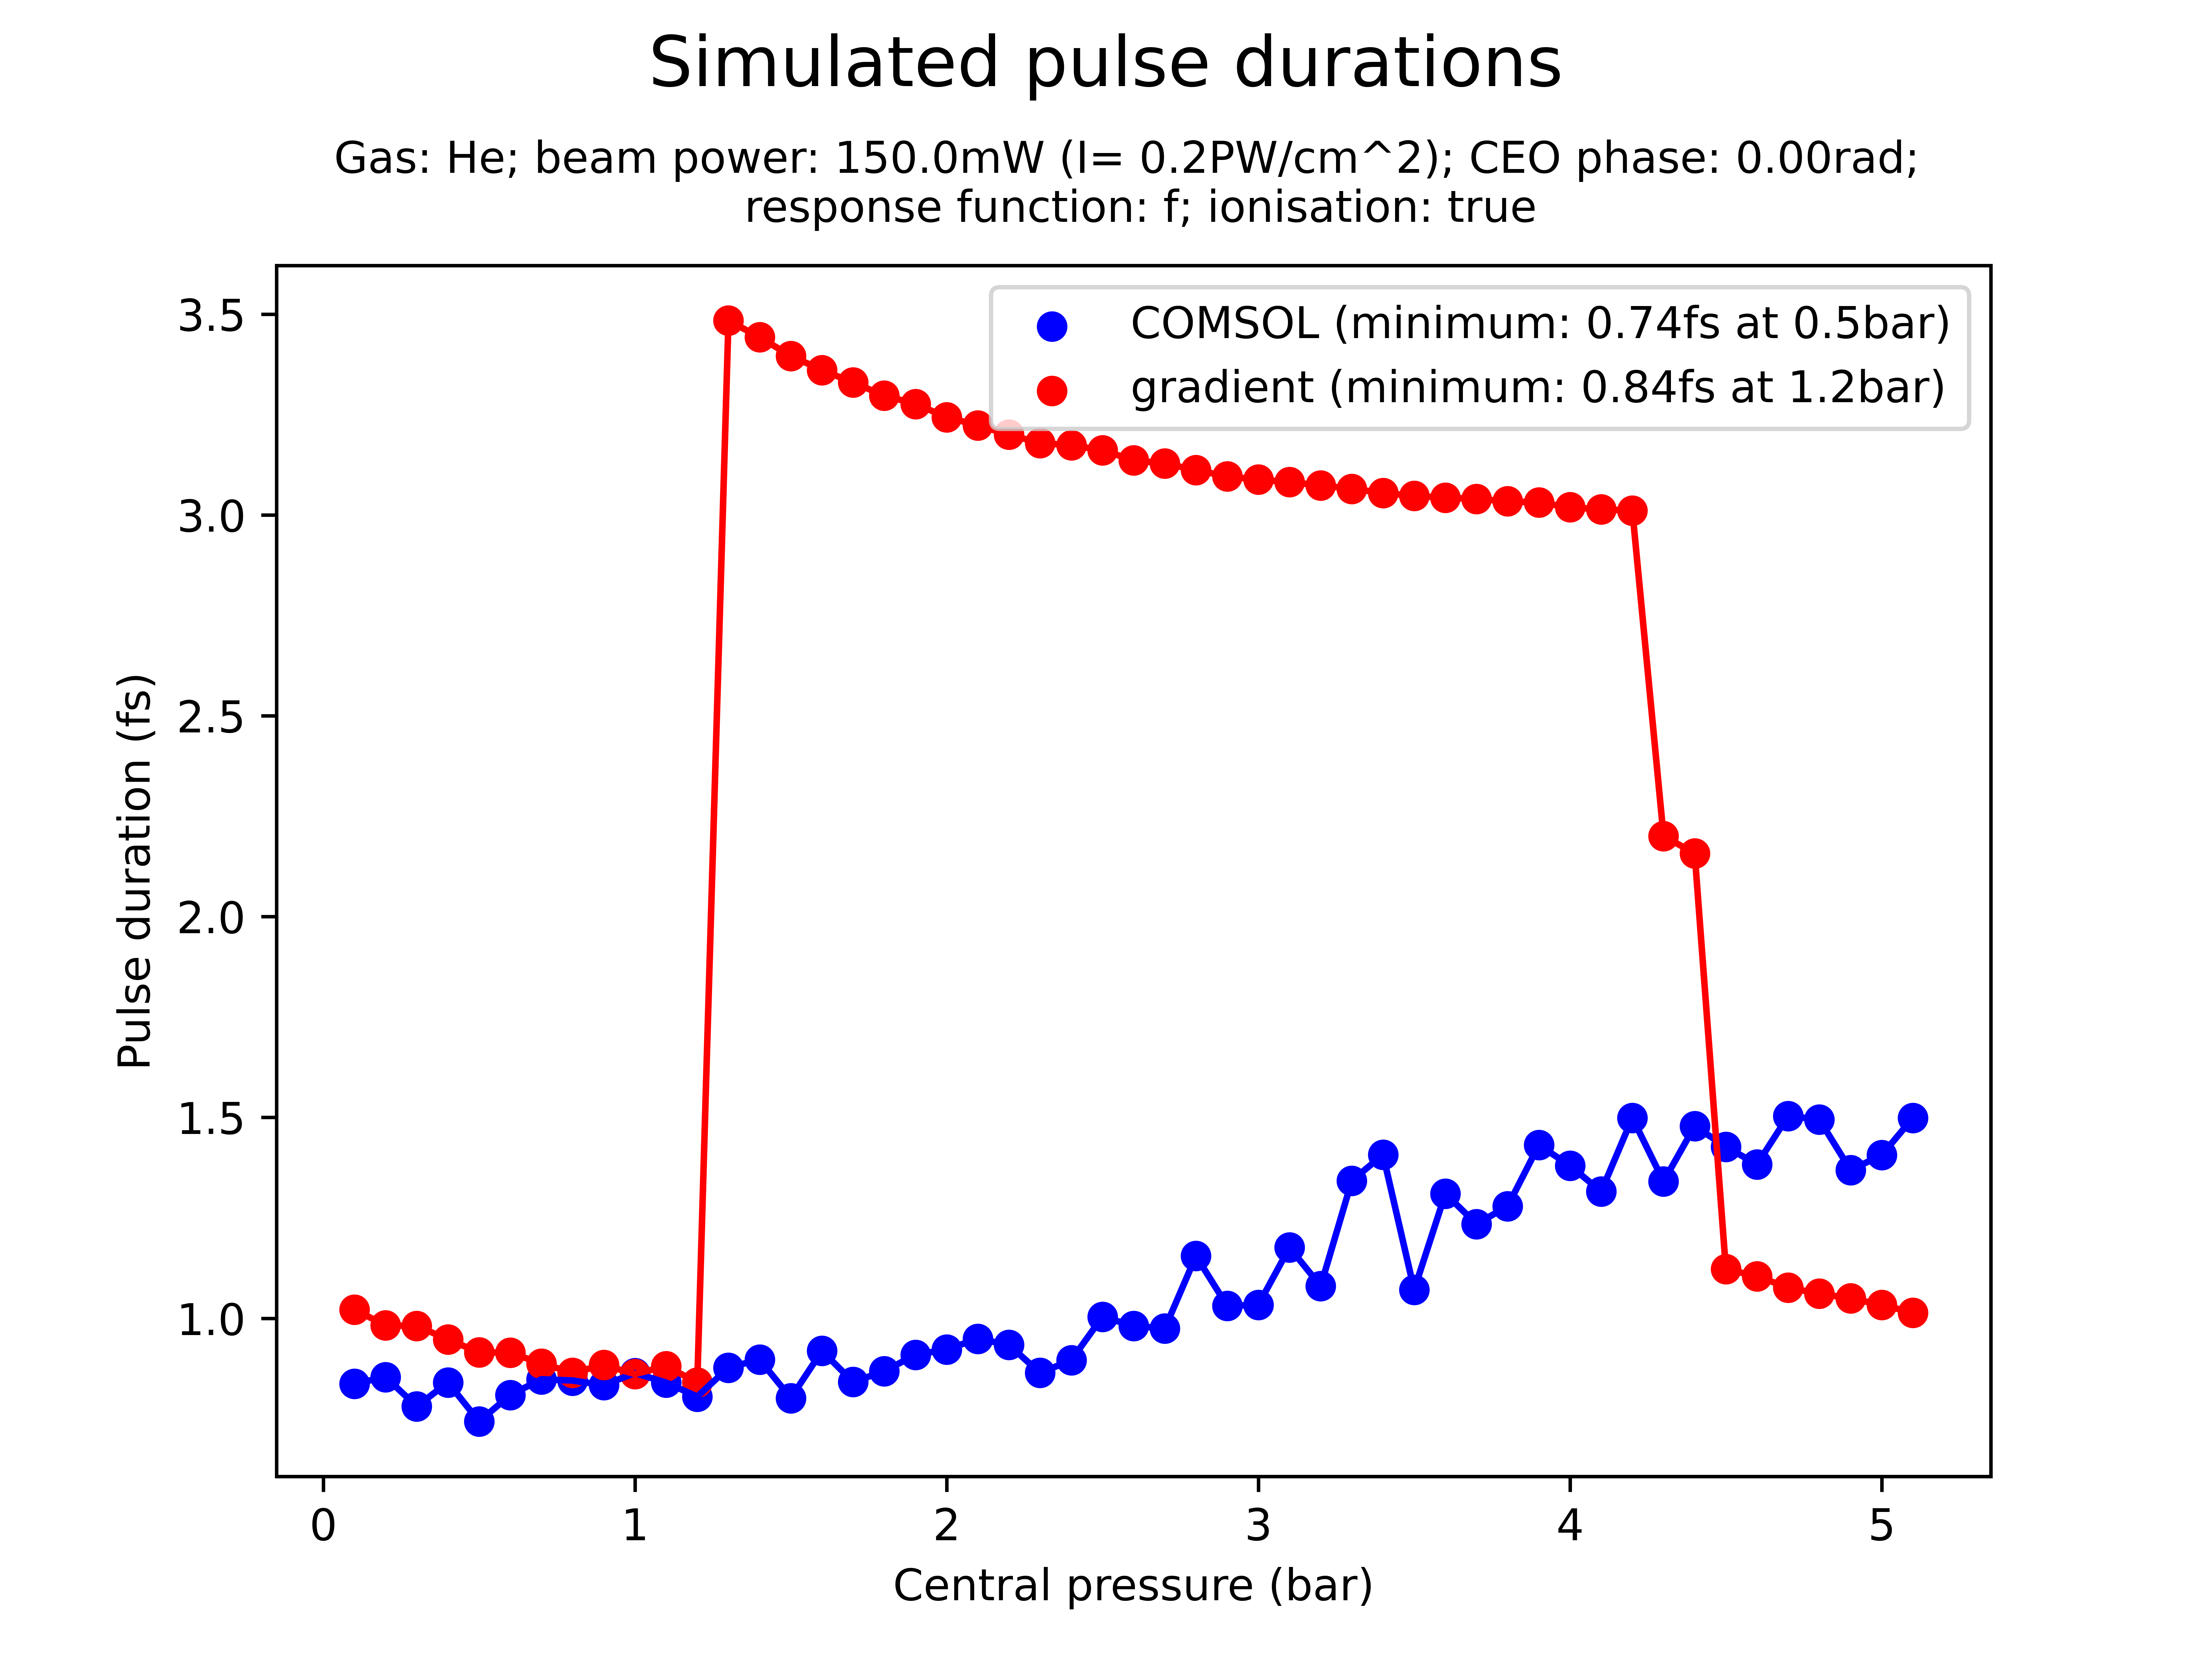 Simulated pulse durations
Gas: He; beam power: 150.0mW (I= 0.2PW/cm^2); CEO phase: 0.00rad;
response function: f; ionisation: true
COMSOL (minimum: 0.74fs at 0.5bar)
gradient (minimum: 0.84fs at 1.2bar)
Pulse duration (fs)
3.5
3.0
2.5
2.0
1.5
1.0
0 1 2 3 4 5
Central pressure (bar)